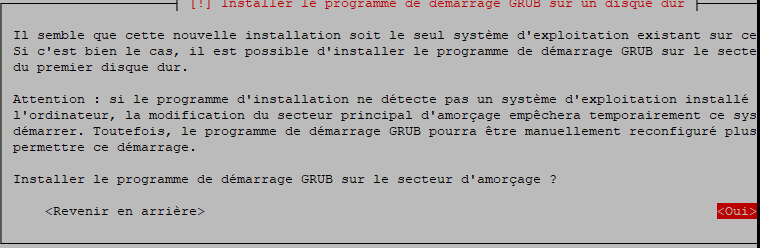 [!] Installer le programme de démarrage GRUB sur un disque dur
Il semble que cette nouvelle installation soit le seul système d'exploitation existant sur ce
Si c'est bien le cas, il est possible d'installer le programme de démarrage GRUB sur le secte
du premier disque dur.
Attention : si le programme d'installation ne détecte pas un système d'exploitation installé
l'ordinateur, la modification du secteur principal d'amorçage empêchera temporairement ce sys
démarrer. Toutefois, le programme de démarrage GRUB pourra être manuellement reconfiguré plus
permettre ce démarrage.
Installer le programme de démarrage GRUB sur le secteur d'amorçage ?
<Revenir en arrière> <Oui>